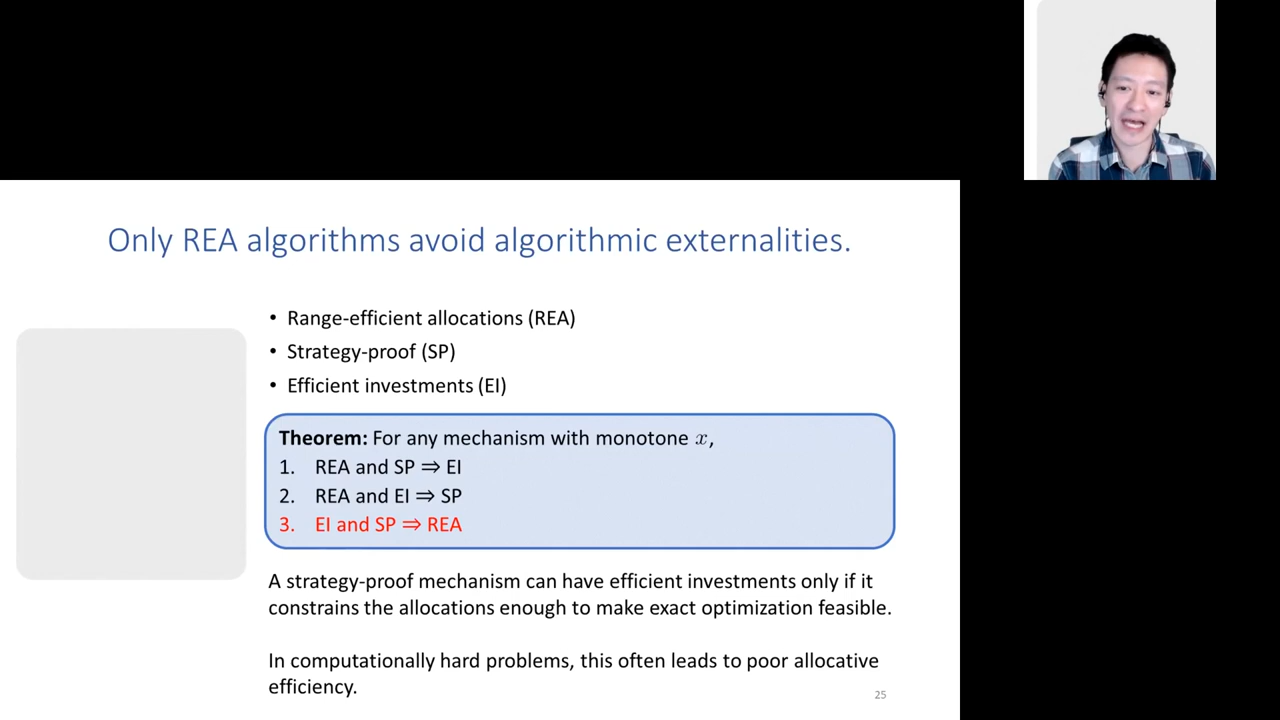 Only REA algorithms avoid algorithmic externalities.
• Range-efficient allocations (REA)
• Strategy-proof (SP)
• Efficient investments (EI)
Theorem: For any mechanism with monotone x,
1. REA and SP ⇒ EI
2. REA and EI ⇒ SP
3. EI and SP ⇒ REA
A strategy-proof mechanism can have efficient investments only if it
constrains the allocations enough to make exact optimization feasible.
In computationally hard problems, this often leads to poor allocative
efficiency.
25